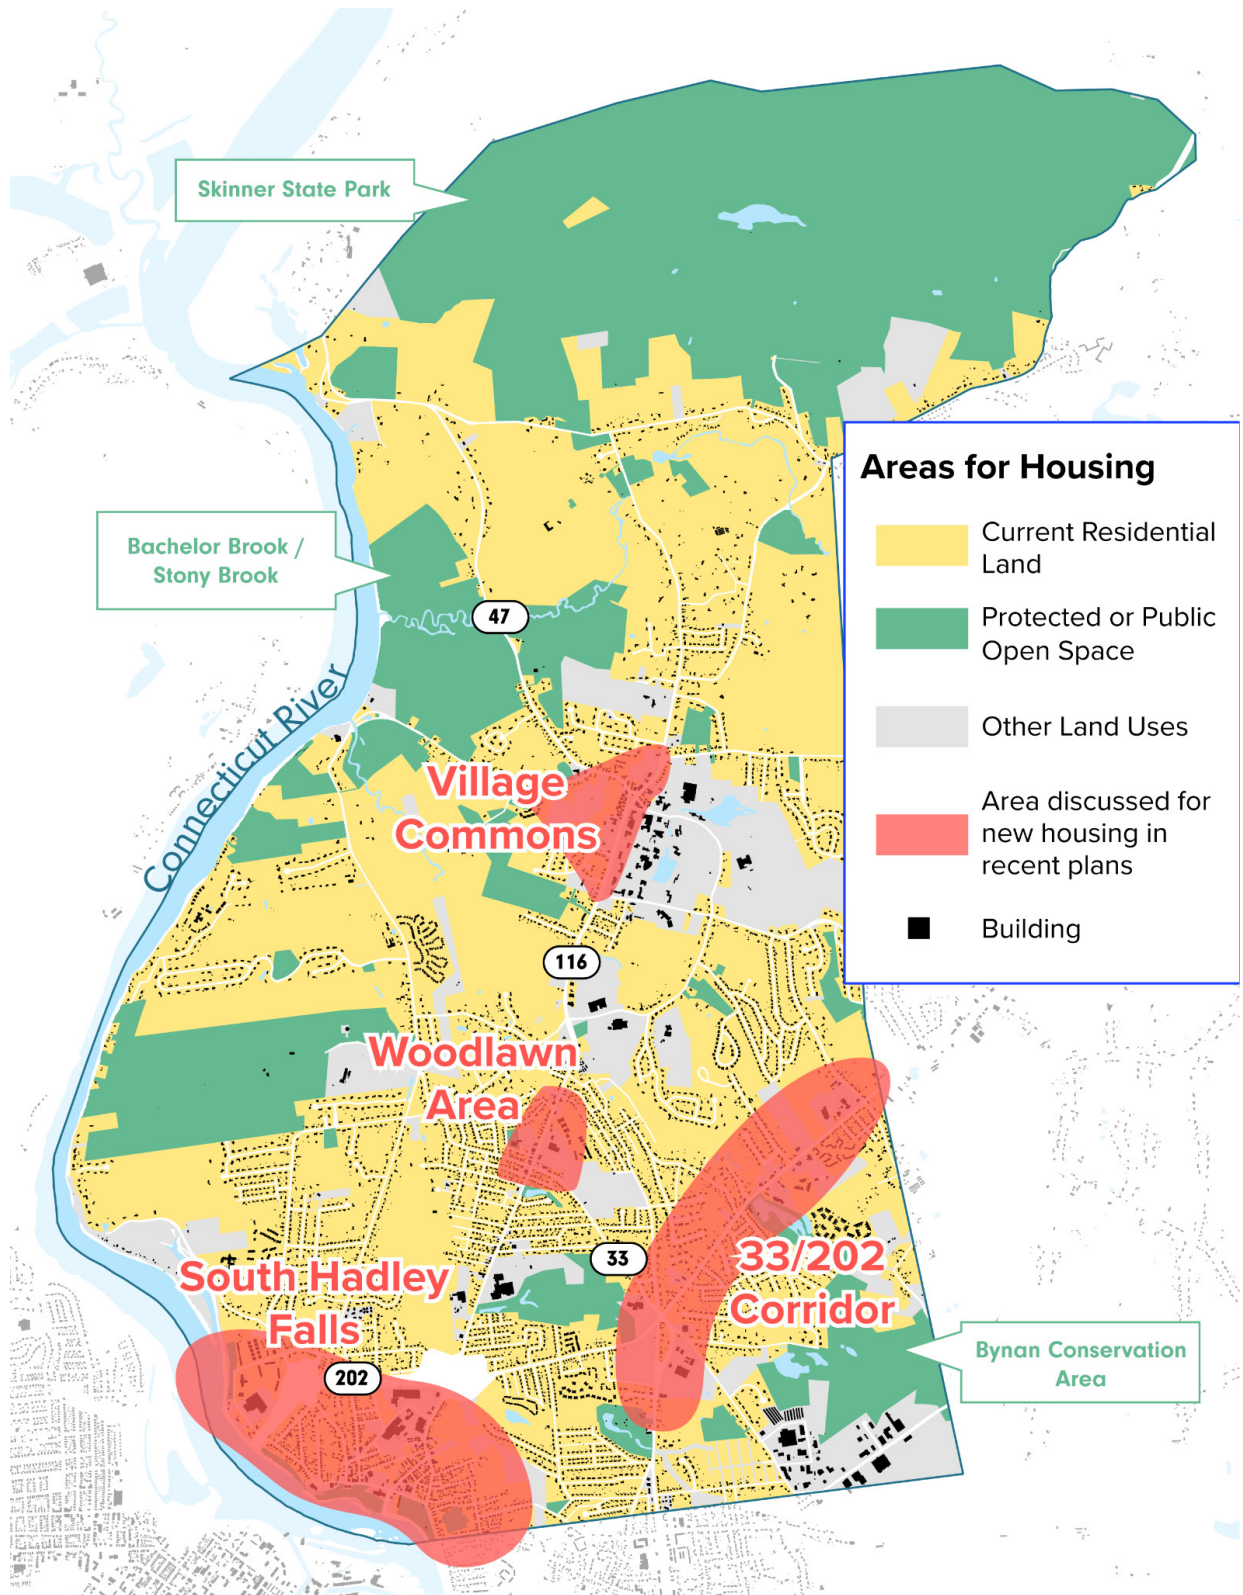 Skinner State Park
Areas for Housing
Current Residential
Land
Bachelor Brook /
Stony Brook
47
Protected or Public
Open Space
Connecticut River
Other Land Uses
Village
Commons
Area discussed for
new housing in
recent plans
Building
116
Woodlawn
Area
33
33/202
Corridor
South Hadley
Falls
202
Bynan Conservation
Area